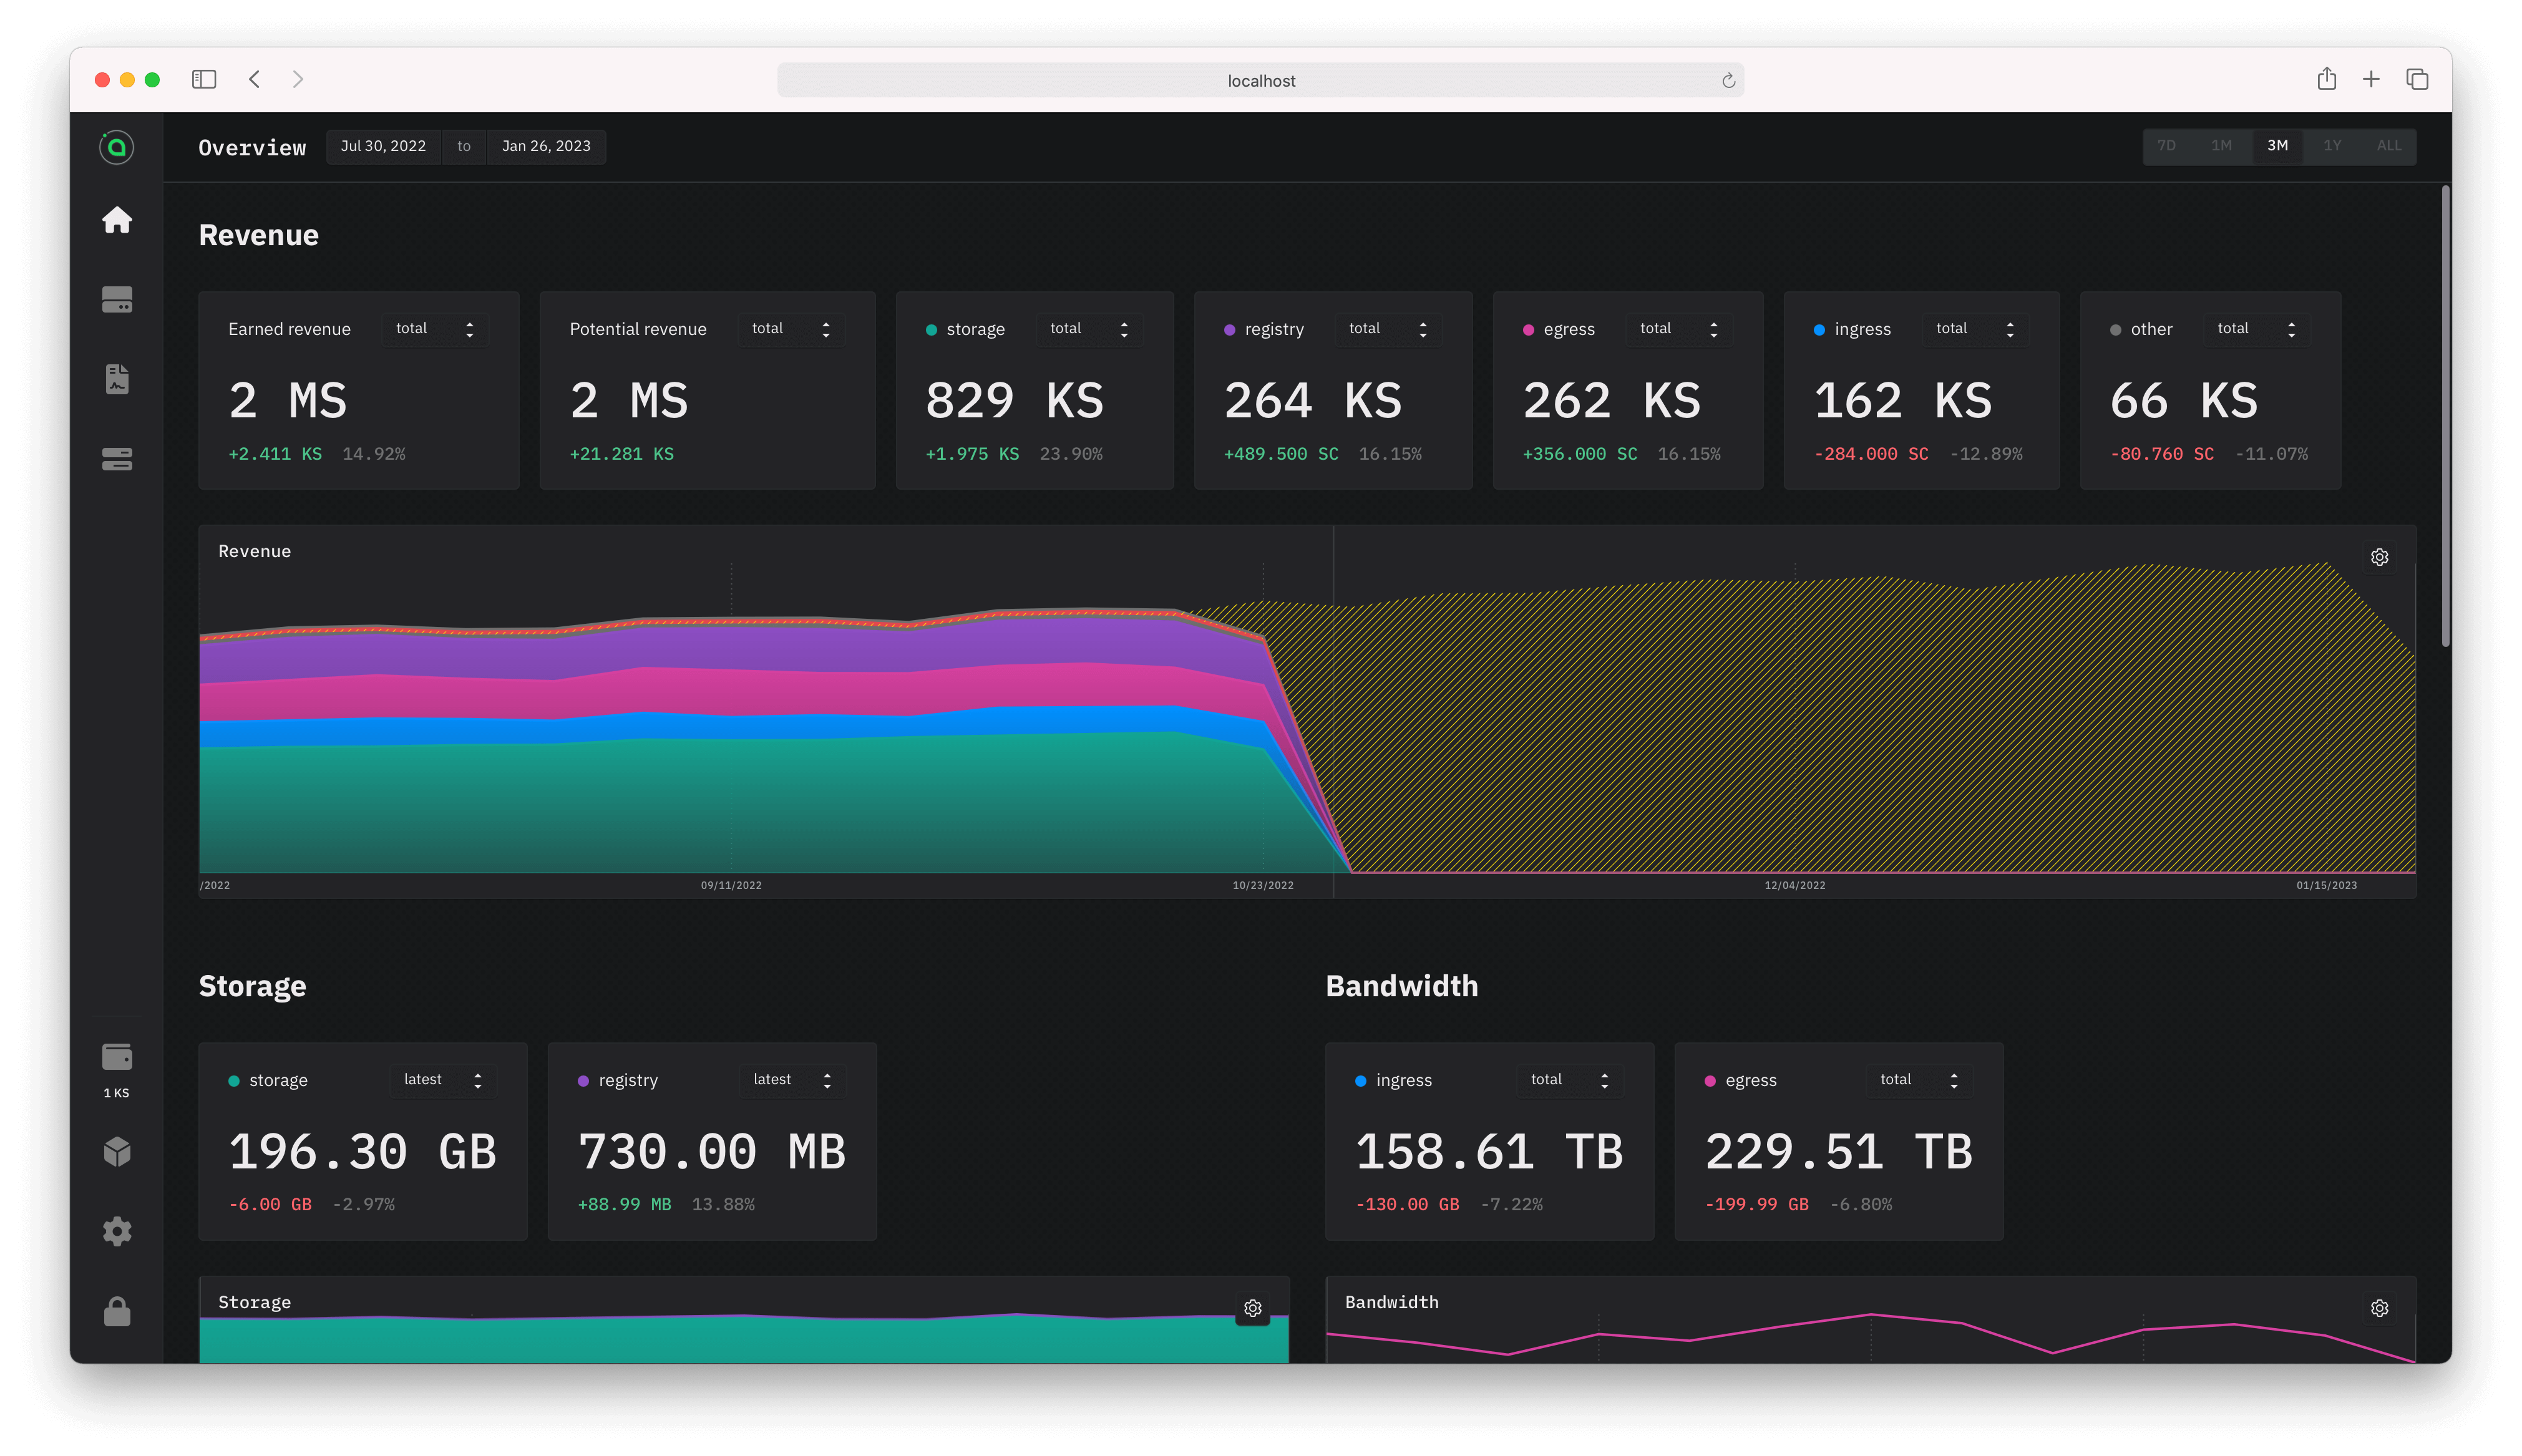 localhost
Overview Jul 30, 2022 to Jan 26, 2023 7D 1M 3M 1Y ALL
Revenue
Earned revenue total Potential revenue total storage total registry total egress total ingress total other total
2 MS 2 MS 829 KS 264 KS 262 KS 162 KS 66 KS
+2.411 KS 14.92% +21.281 KS +1.975 KS 23.90% +489.500 SC 16.15% +356.000 SC 16.15% -284.000 SC -12.89% -80.760 SC -11.07%
Revenue
/2022 09/11/2022 10/23/2022 12/04/2022 01/15/2023
Storage Bandwidth
storage latest registry latest ingress total egress total
1 KS
196.30 GB 730.00 MB 158.61 TB 229.51 TB
-6.00 GB -2.97% +88.99 MB 13.88% -130.00 GB -7.22% -199.99 GB -6.80%
Storage Bandwidth